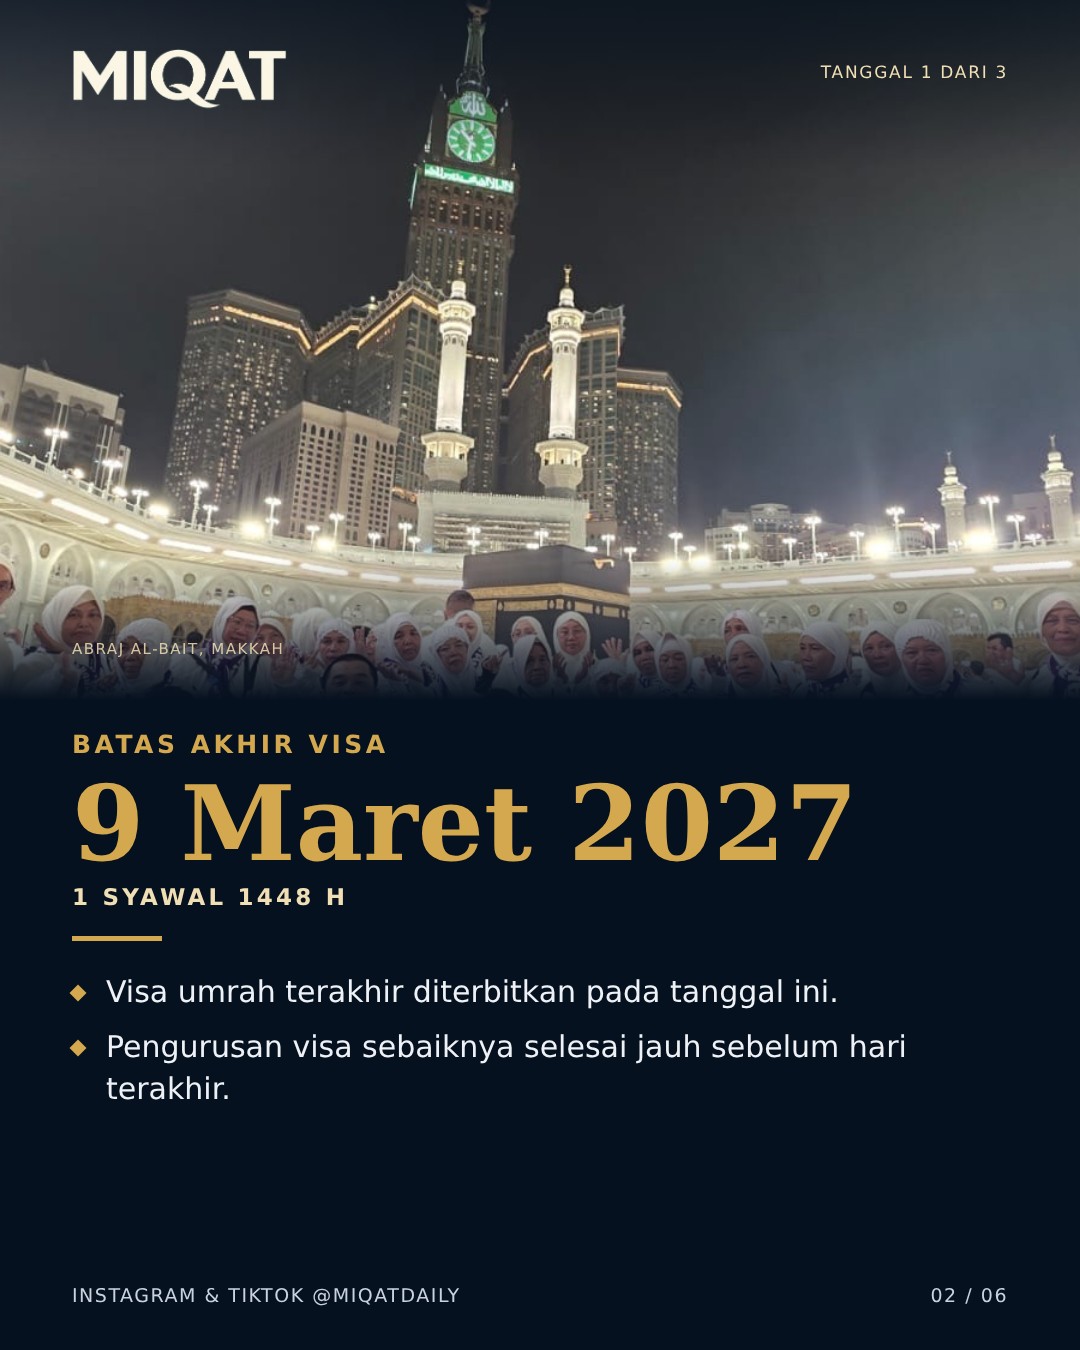 MIQAT
TANGGAL 1 DARI 3
ABRAJ AL-BAIT, MAKKAH
BATAS AKHIR VISA
9 Maret 2027
1 SYAWAL 1448 H
Visa umrah terakhir diterbitkan pada tanggal ini.
Pengurusan visa sebaiknya selesai jauh sebelum hari
terakhir.
INSTAGRAM & TIKTOK @MIQATDAILY
02 / 06